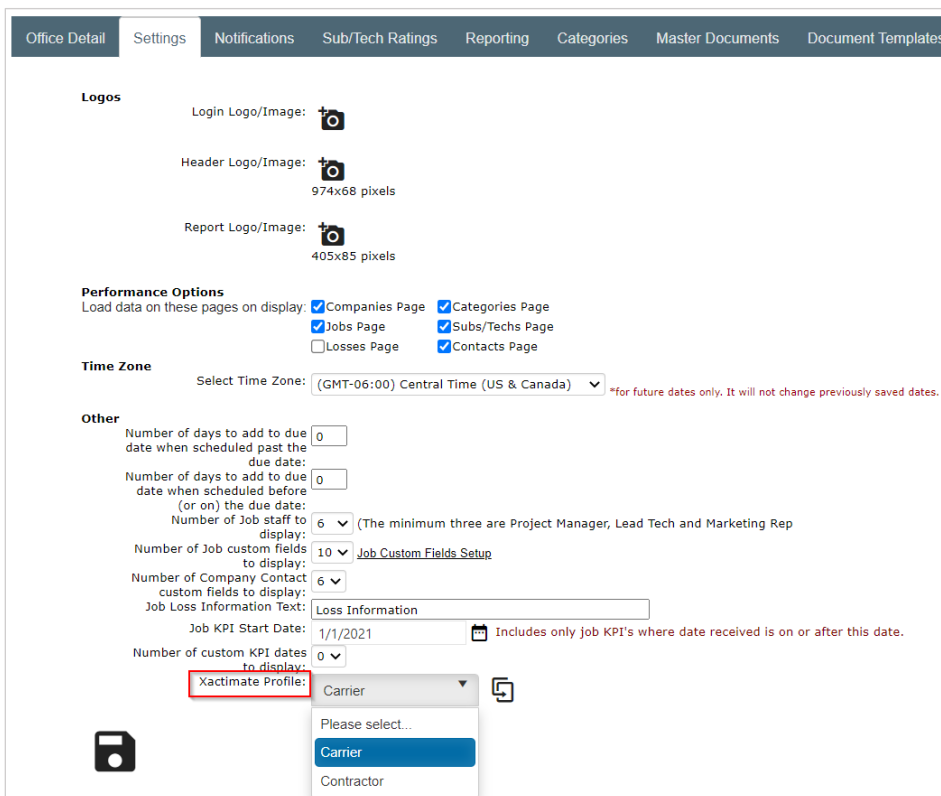 Office Detail Settings Notifications Sub/Tech Ratings Reporting Categories Master Documents Document Templates
Logos
Login Logo/Image:
Header Logo/Image:
974x68 pixels
Report Logo/Image:
405x85 pixels
Performance Options
Load data on these pages on display: Companies Page Categories Page
Jobs Page Subs/Techs Page
Losses Page Contacts Page
Time Zone
Select Time Zone: (GMT-06:00) Central Time (US & Canada) *for future dates only. It will not change previously saved dates.
Other
Number of days to add to due
date when scheduled past the
due date: 0
Number of days to add to due
date when scheduled before
(or on) the due date: 0
Number of Job staff to
display: 6 (The minimum three are Project Manager, Lead Tech and Marketing Rep
Number of Job custom fields
to display: 10 Job Custom Fields Setup
Number of Company Contact
custom fields to display: 6
Job Loss Information Text: Loss Information
Job KPI Start Date: 1/1/2021 Includes only job KPI's where date received is on or after this date.
Number of custom KPI dates
to display: 0
Xactimate Profile: Carrier
Please select...
Carrier
Contractor